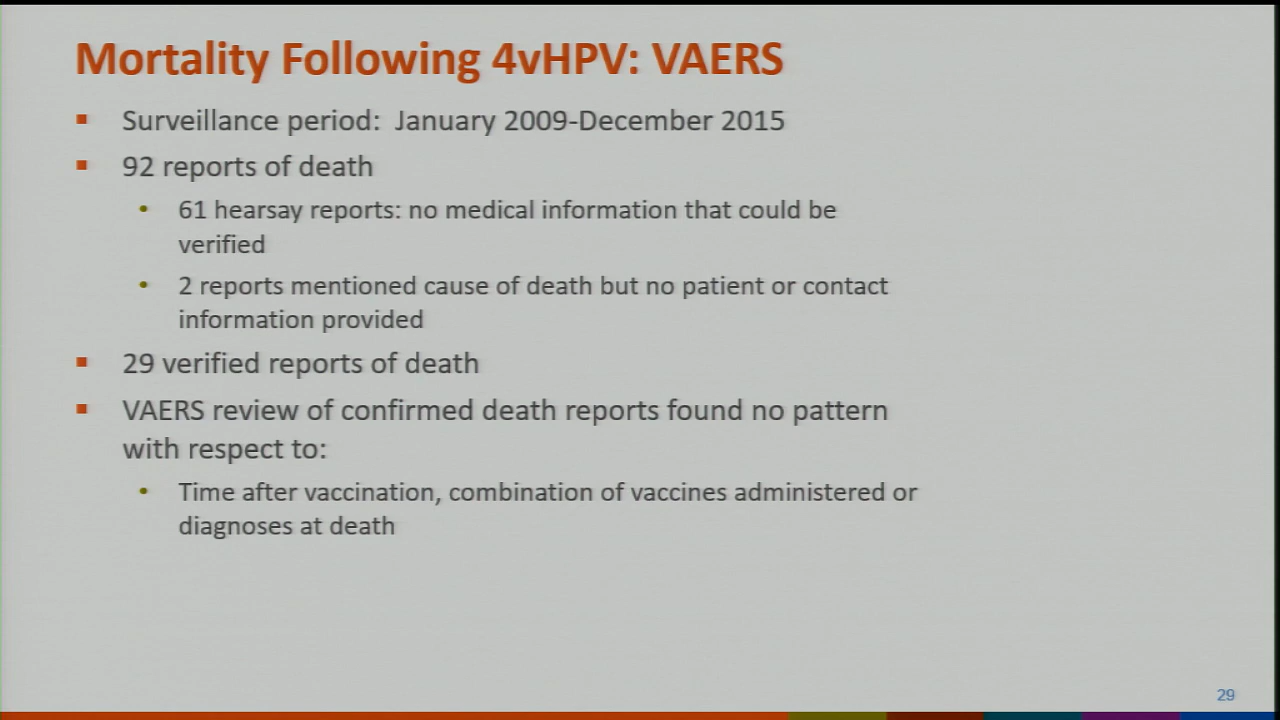 Mortality Following 4vHPV: VAERS
Surveillance period: January 2009-December 2015
92 reports of death
61 hearsay reports: no medical information that could be
verified
2 reports mentioned cause of death but no patient or contact
information provided
29 verified reports of death
VAERS review of confirmed death reports found no pattern
with respect to:
Time after vaccination, combination of vaccines administered or
diagnoses at death
29